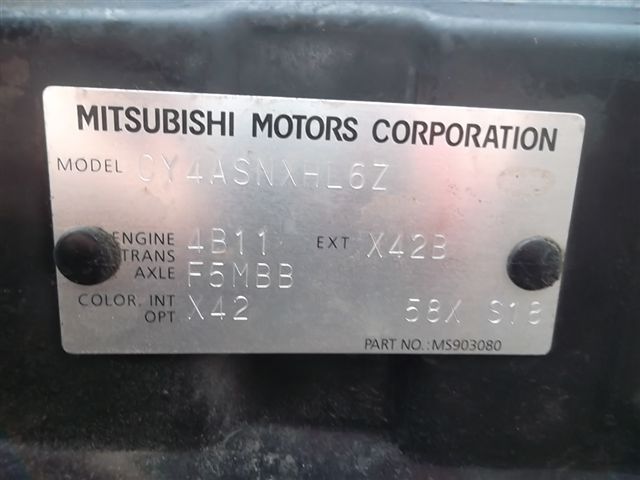 MITSUBISHI MOTORS CORPORATION
MODEL CY4ASNXHL6Z
ENGINE 4B11 EXT X42B
TRANS
AXLE F5MBB
COLOR, INT X42 58X S18
OPT
PART NO.: MS903080